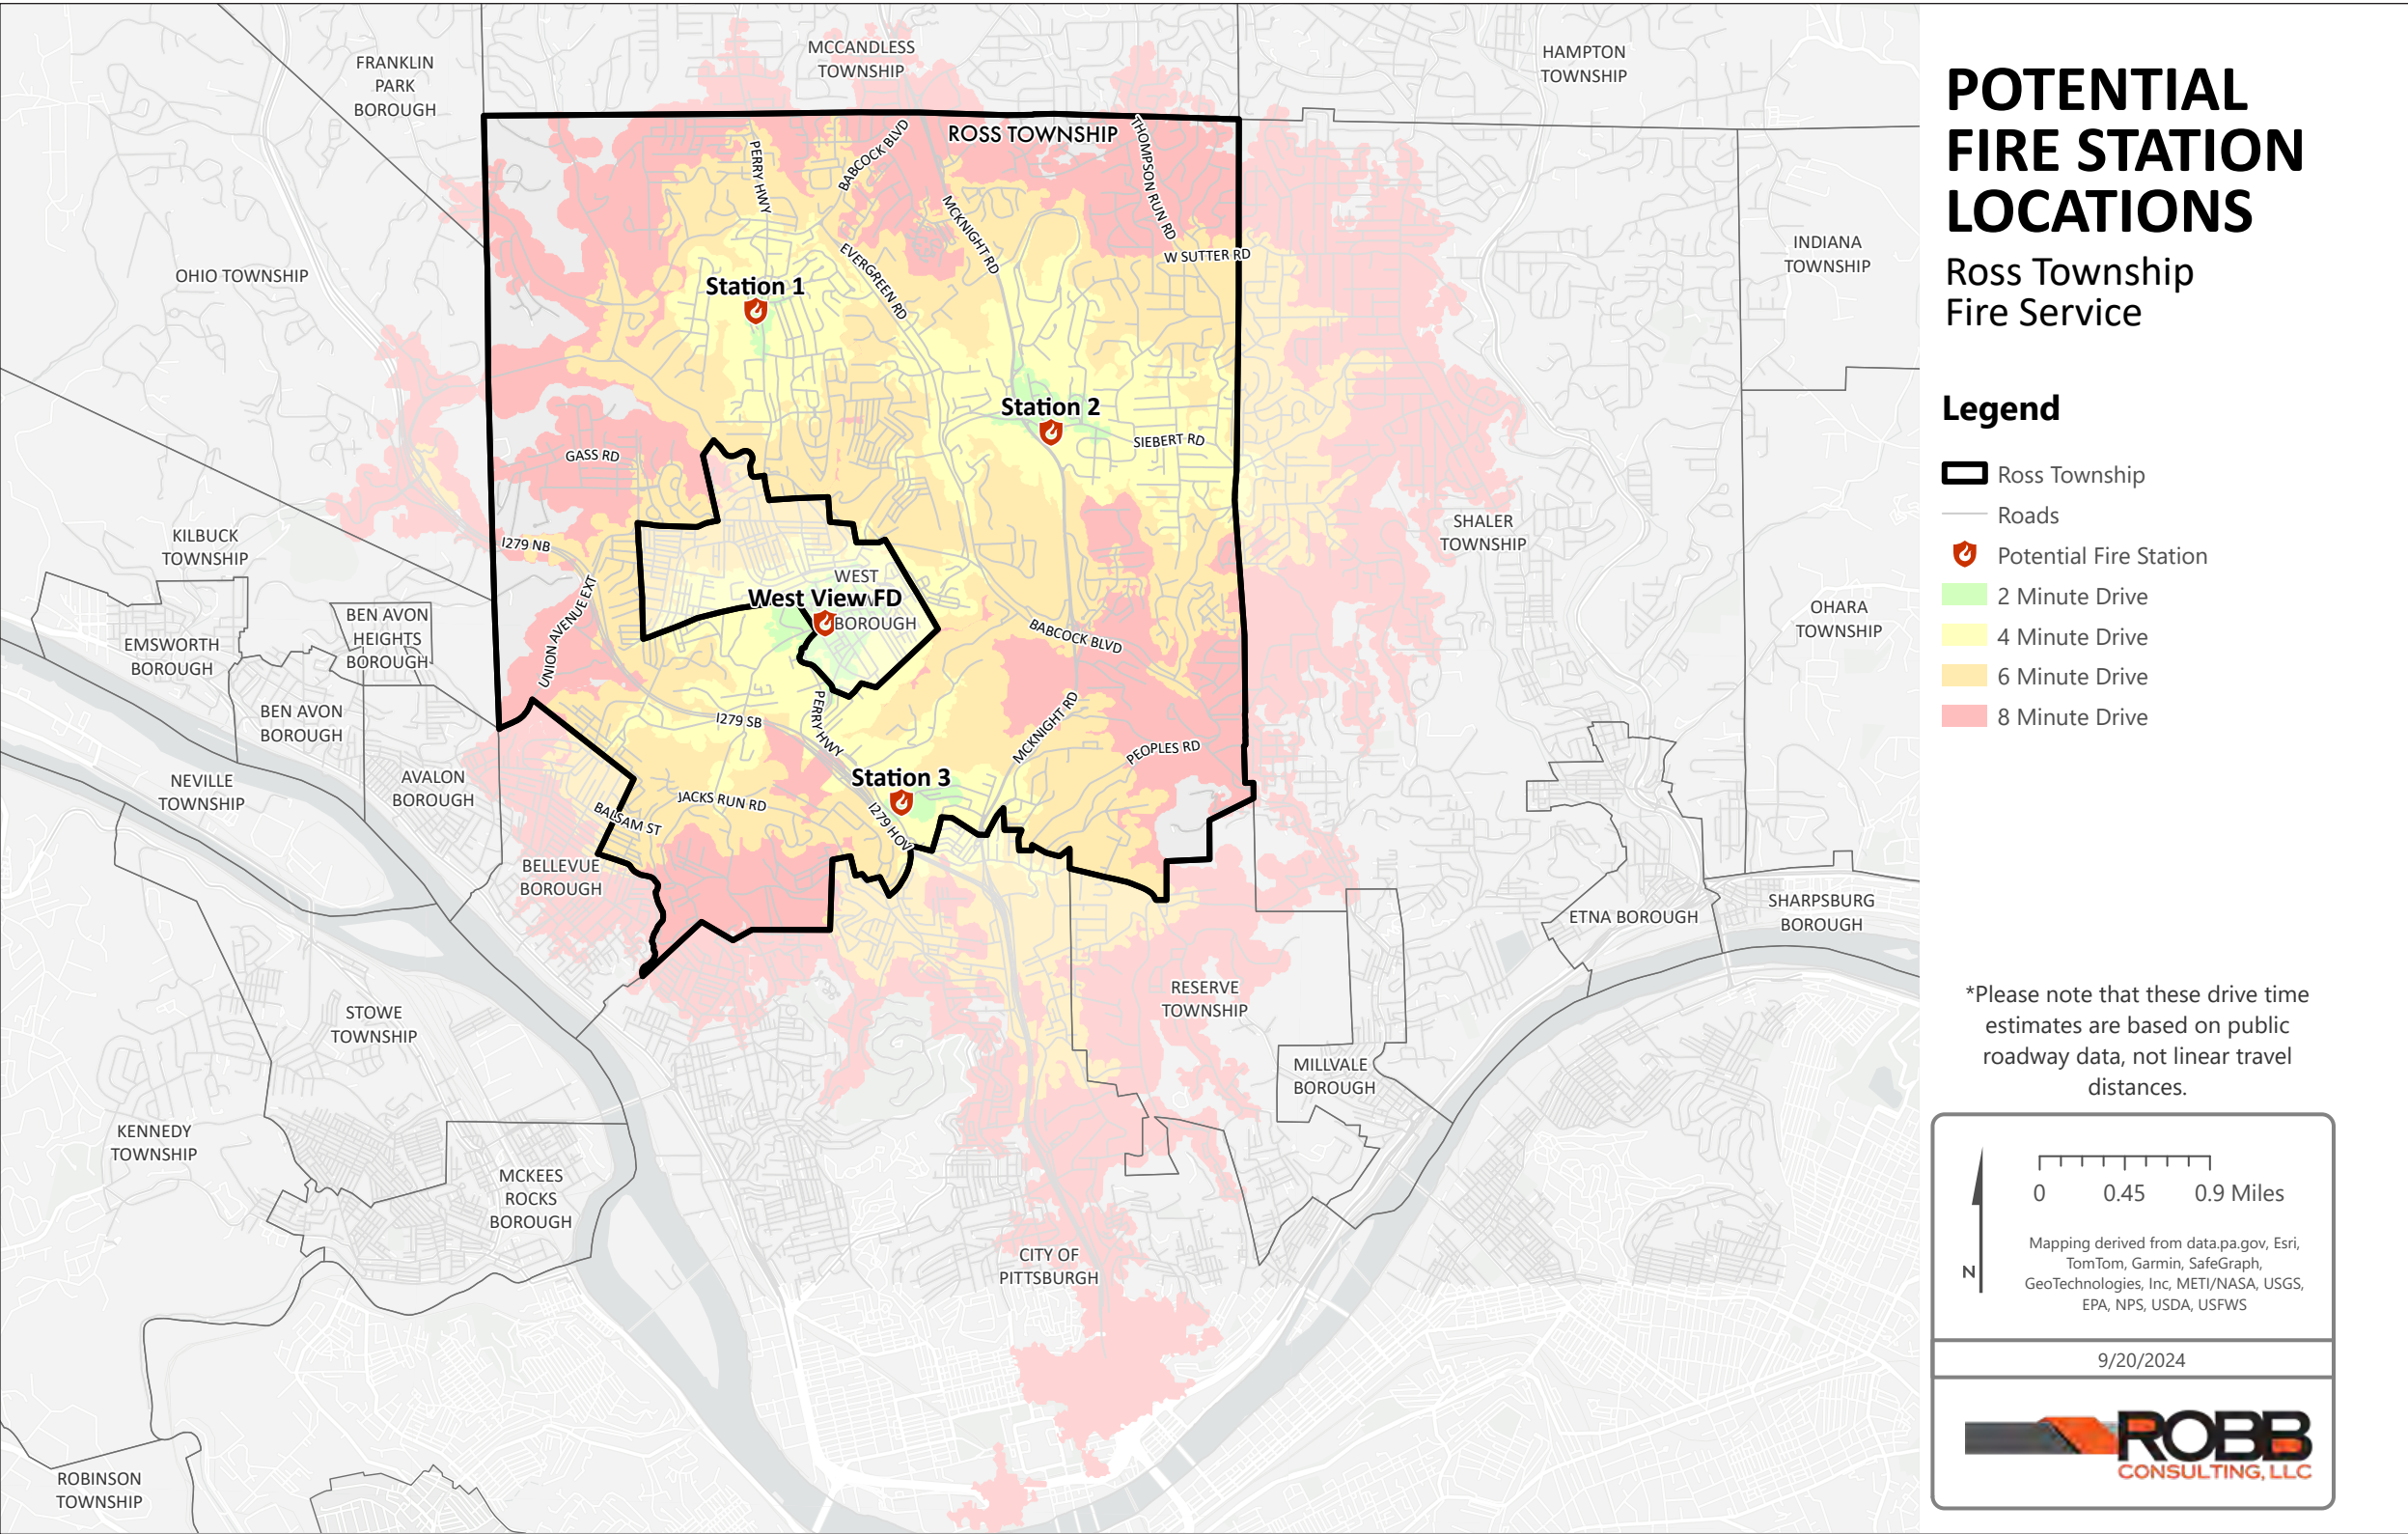 POTENTIAL
FIRE STATION
LOCATIONS
Ross Township
Fire Service
Legend
Ross Township
Roads
Potential Fire Station
2 Minute Drive
4 Minute Drive
6 Minute Drive
8 Minute Drive
*Please note that these drive time
estimates are based on public
roadway data, not linear travel
distances.
N
0 0.45 0.9 Miles
Mapping derived from data.pa.gov, Esri,
TomTom, Garmin, SafeGraph,
GeoTechnologies, Inc, METI/NASA, USGS,
EPA, NPS, USDA, USFWS
9/20/2024
ROBB
CONSULTING, LLC
MCCANDLESS
TOWNSHIP
FRANKLIN
PARK
BOROUGH
HAMPTON
TOWNSHIP
ROSS TOWNSHIP
PERRY HWY
BABCOCK BLVD
THOMPSON RUN RD
MCKNIGHT RD
EVERGREEN RD
W SUTTER RD
INDIANA
TOWNSHIP
OHIO TOWNSHIP
Station 1
Station 2
SIEBERT RD
GASS RD
SHALER
TOWNSHIP
KILBUCK
TOWNSHIP
I279 NB
UNION AVENUE EXT
WEST
West View FD
BOROUGH
BABCOCK BLVD
OHARA
TOWNSHIP
EMSWORTH
BOROUGH
BEN AVON
HEIGHTS
BOROUGH
BEN AVON
BOROUGH
I279 SB
PERRY HWY
MCKNIGHT RD
PEOPLES RD
NEVILLE
TOWNSHIP
AVALON
BOROUGH
Station 3
JACKS RUN RD
BALSAM ST
I279 HOV
BELLEVUE
BOROUGH
ETNA BOROUGH
SHARPSBURG
BOROUGH
STOWE
TOWNSHIP
RESERVE
TOWNSHIP
MILLVALE
BOROUGH
KENNEDY
TOWNSHIP
MCKEES
ROCKS
BOROUGH
CITY OF
PITTSBURGH
ROBINSON
TOWNSHIP